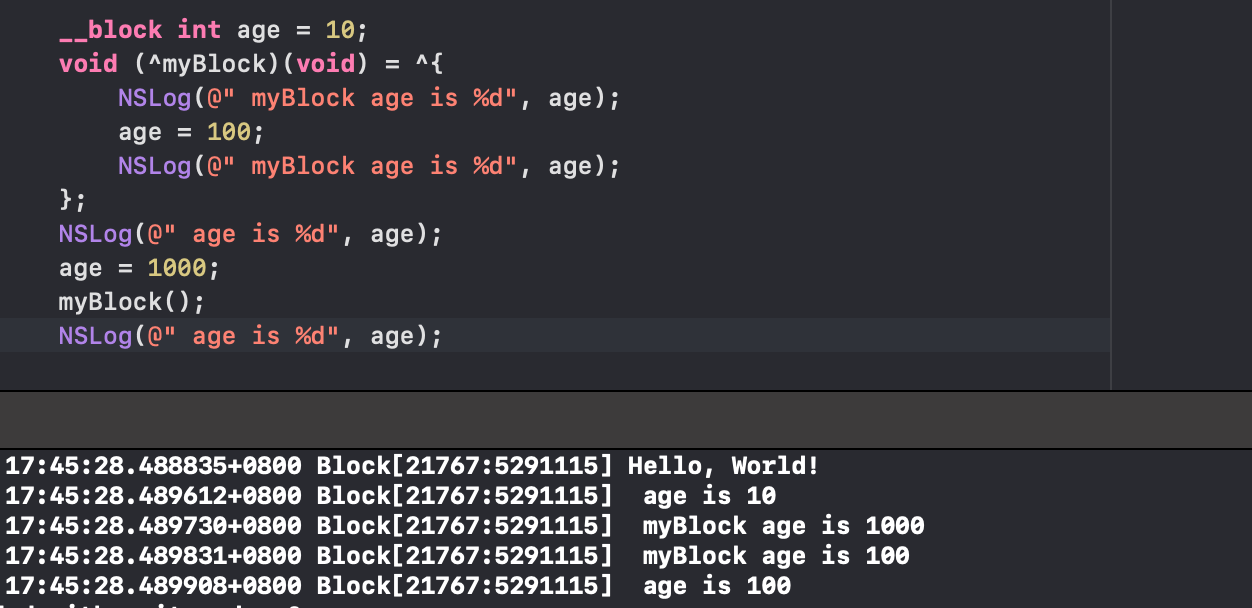 __block int age = 10;
void (^myBlock)(void) = ^{
NSLog(@" myBlock age is %d", age);
age = 100;
NSLog(@" myBlock age is %d", age);
};
NSLog(@" age is %d", age);
age = 1000;
myBlock();
NSLog(@" age is %d", age);
17:45:28.488835+0800 Block[21767:5291115] Hello, World!
17:45:28.489612+0800 Block[21767:5291115]  age is 10
17:45:28.489730+0800 Block[21767:5291115]  myBlock age is 1000
17:45:28.489831+0800 Block[21767:5291115]  myBlock age is 100
17:45:28.489908+0800 Block[21767:5291115]  age is 100